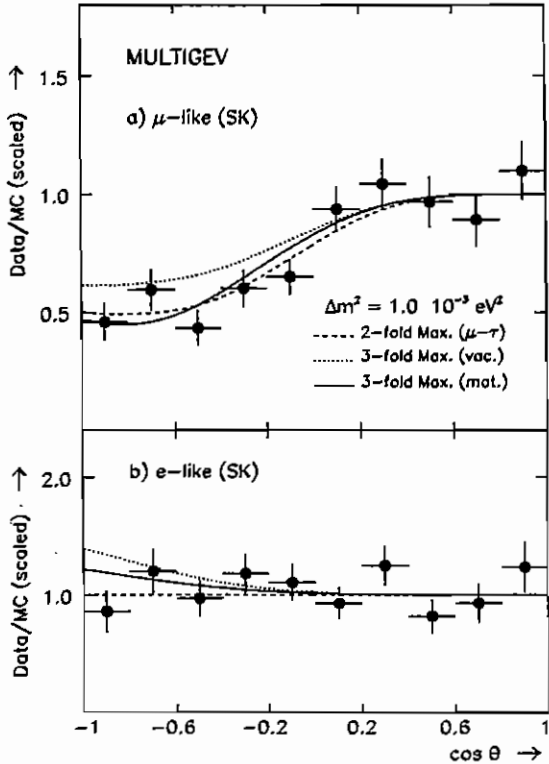 MULTIGEV
a) μ-like (SK)
Data/MC (scaled) →
1.5
1.0
0.5
Δm² = 1.0 10⁻³ eV²
2-fold Max. (μ-τ)
3-fold Max. (vac.)
3-fold Max. (mat.)
b) e-like (SK)
Data/MC (scaled) · →
2.0
1.0
-1 -0.6 -0.2 0.2 0.6 1
cos θ →